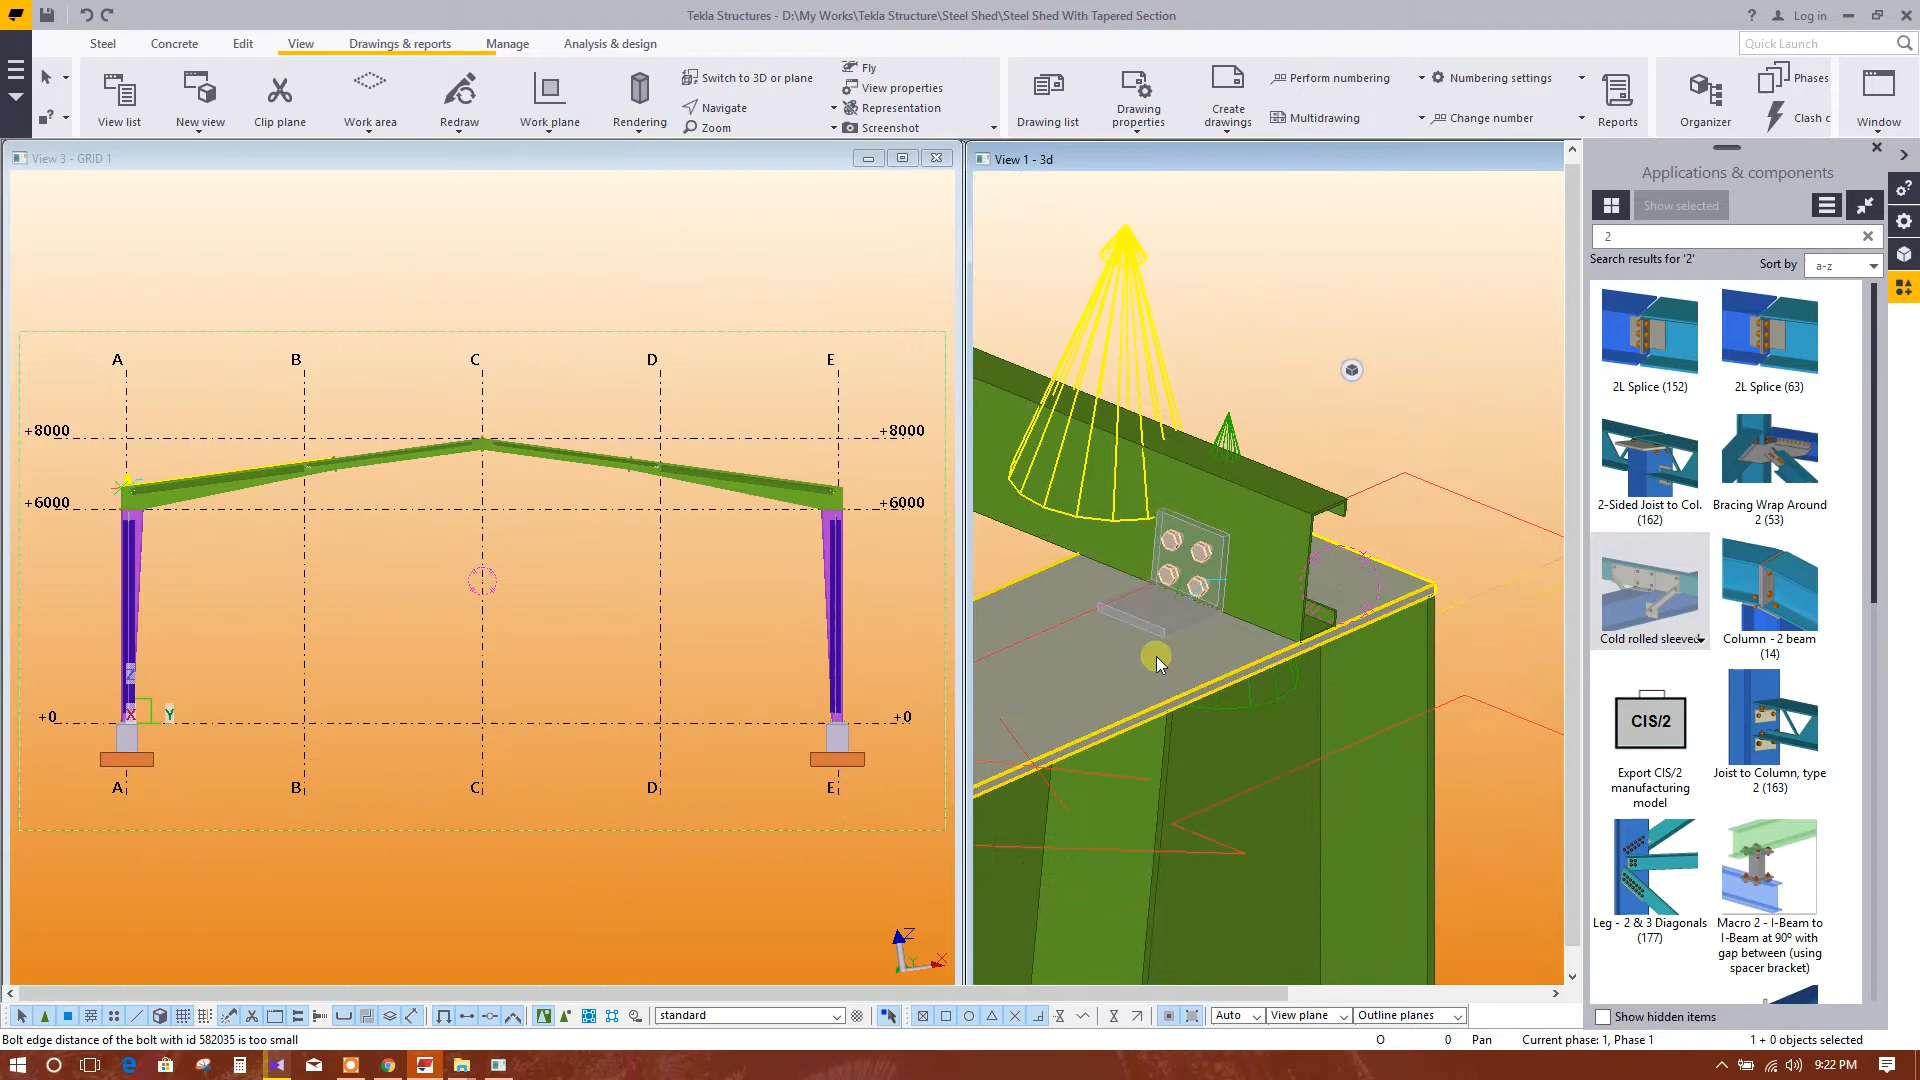 Tekla Structures - D:\My Works\Tekla Structure\Steel Shed\Steel Shed With Tapered Section
? Log in
Steel Concrete Edit View Drawings & reports Manage Analysis & design
Quick Launch
View list
New view
Clip plane
Work area
Redraw
Work plane
Rendering
Switch to 3D or plane
Navigate
Zoom
Fly
View properties
Representation
Screenshot
Drawing list
Drawing properties
Create drawings
Perform numbering
Multidrawing
Numbering settings
Change number
Reports
Organizer
Phases
Clash c
Window
View 3 - GRID 1
View 1 - 3d
A B C D E
+8000 +8000
+6000 +6000
+0 +0
Z
X Y
A B C D E
Z
Y X
Applications & components
Show selected
2
Search results for '2'
Sort by a-z
2L Splice (152)
2L Splice (63)
2-Sided Joist to Col. (162)
Bracing Wrap Around 2 (53)
Cold rolled sleeved
Column - 2 beam (14)
CIS/2
Export CIS/2 manufacturing model
Joist to Column, type 2 (163)
Leg - 2 & 3 Diagonals (177)
Macro 2 - I-Beam to I-Beam at 90º with gap between (using spacer bracket)
Show hidden items
standard
Auto
View plane
Outline planes
Bolt edge distance of the bolt with id 582035 is too small
O 0 Pan Current phase: 1, Phase 1 1 + 0 objects selected
9:22 PM